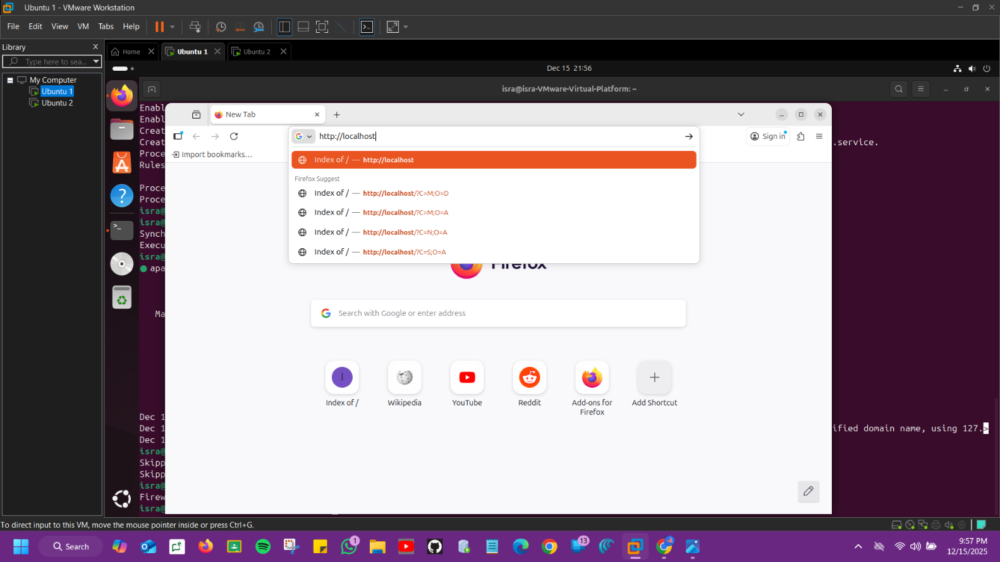 Ubuntu 1 - VMware Workstation
File Edit View VM Tabs Help
Library
Type here to sea...
My Computer
Ubuntu 1
Ubuntu 2
Home
Ubuntu 1
Ubuntu 2
Dec 15 21:56
isra@isra-VMware-Virtual-Platform: ~
Enabl
Enabl
Creat
Creat
.service.
Proce
Rules
Proce
Proce
isra@
isra@
Synch
Execu
isra@
apa
Ma
Dec 1
Dec 1
ified domain name, using 127.>
Dec 1
isra@
Skipp
Skipp
isra@
Firew
isra@
New Tab
http://localhost
Sign in
Import bookmarks...
Index of / — http://localhost
Firefox Suggest
Index of / — http://localhost/?C=M;O=D
Index of / — http://localhost/?C=M;O=A
Index of / — http://localhost/?C=N;O=A
Index of / — http://localhost/?C=S;O=A
Firefox
Search with Google or enter address
I
Index of /
Wikipedia
YouTube
Reddit
Add-ons for
Firefox
Add Shortcut
To direct input to this VM, move the mouse pointer inside or press Ctrl+G.
Search
1
13
9:57 PM
12/15/2025